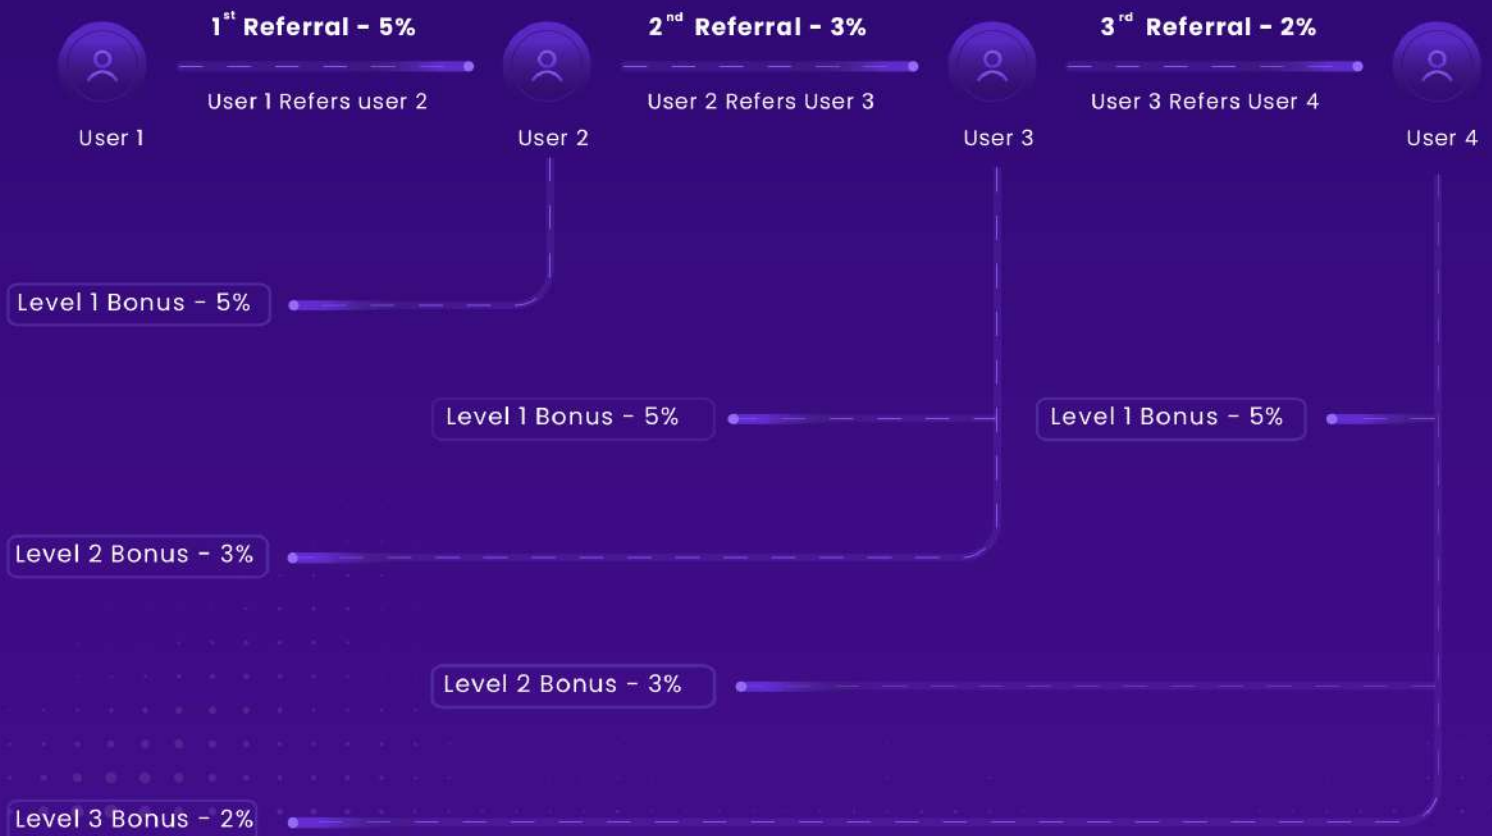 1st Referral - 5%
2nd Referral - 3%
3rd Referral - 2%
User 1 Refers user 2
User 2 Refers User 3
User 3 Refers User 4
User 1
User 2
User 3
User 4
Level 1 Bonus - 5%
Level 1 Bonus - 5%
Level 1 Bonus - 5%
Level 2 Bonus - 3%
Level 2 Bonus - 3%
Level 3 Bonus - 2%